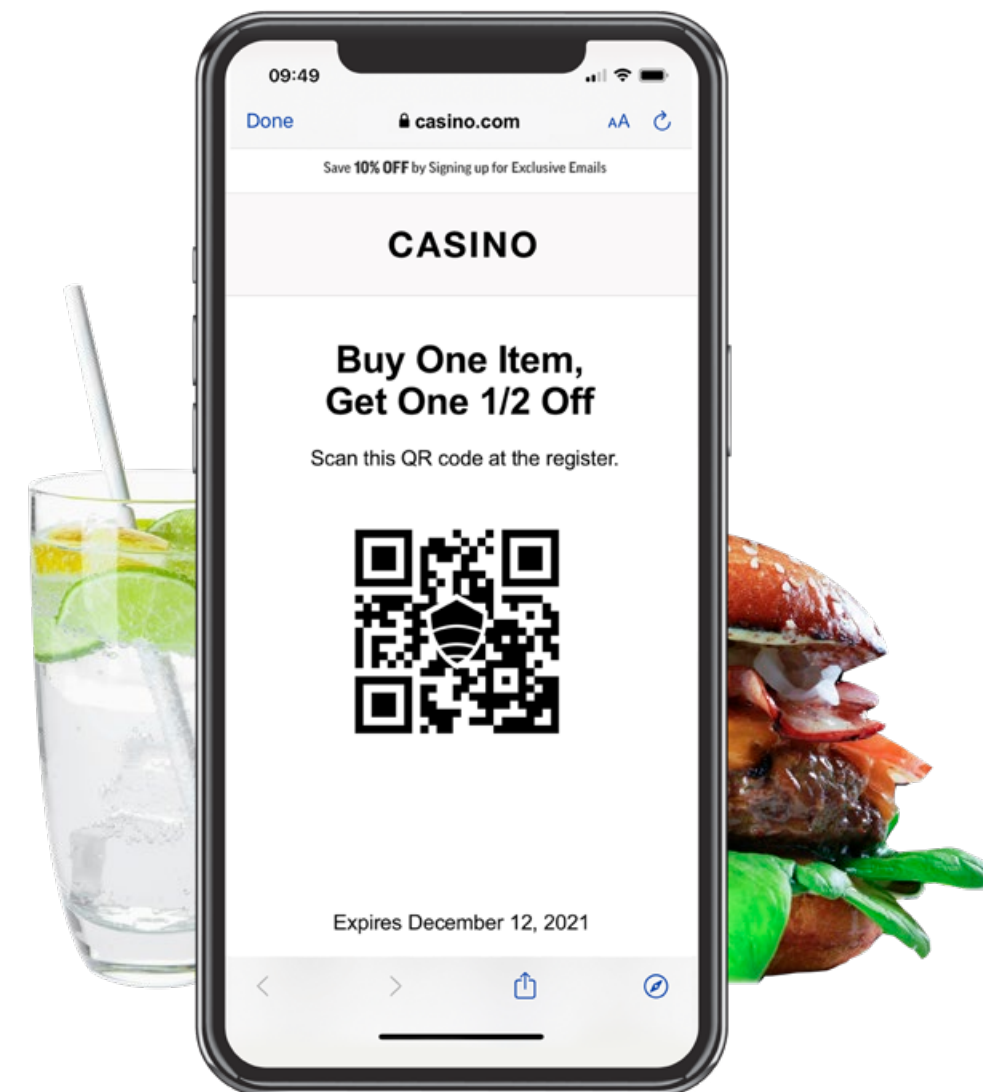 09:49
Done casino.com AA
Save 10% OFF by Signing up for Exclusive Emails
CASINO
Buy One Item,
Get One 1/2 Off
Scan this QR code at the register.
Expires December 12, 2021